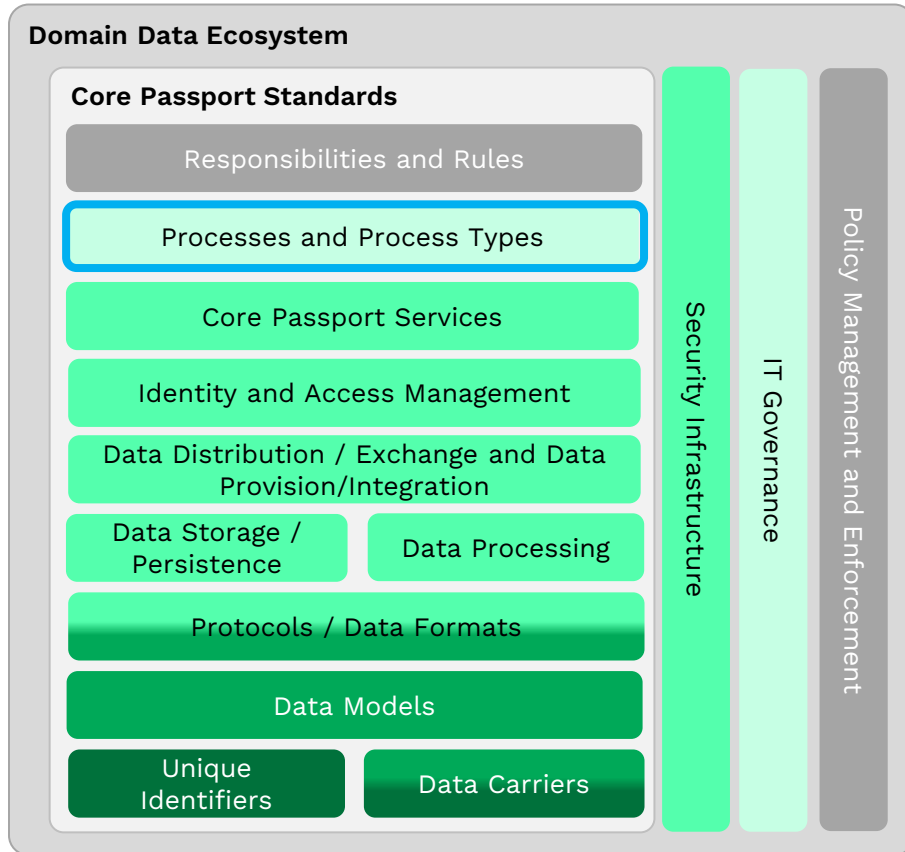 Domain Data Ecosystem
Core Passport Standards
Responsibilities and Rules
Processes and Process Types
Core Passport Services
Identity and Access Management
Data Distribution / Exchange and Data
Provision/Integration
Data Storage /
Persistence
Data Processing
Protocols / Data Formats
Data Models
Unique
Identifiers
Data Carriers
Security Infrastructure
IT Governance
Policy Management and Enforcement